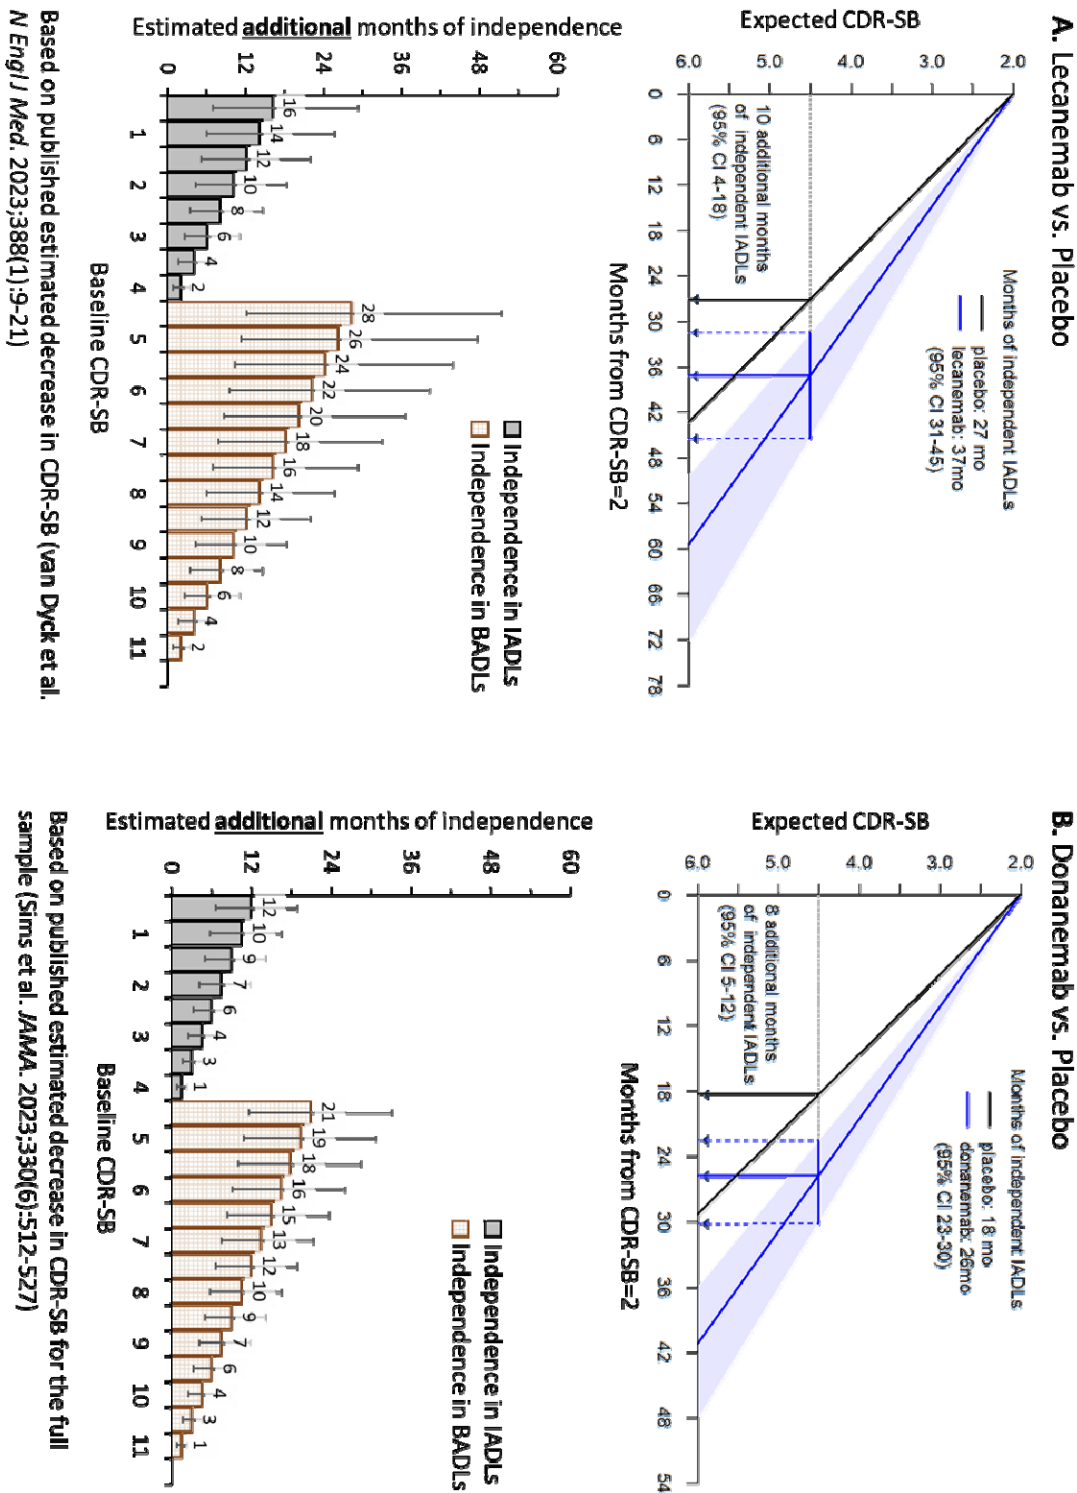 A. Lecanemab vs. Placebo
Expected CDR-SB
2.0
3.0
4.0
5.0
6.0
Months of independent IADLs
placebo: 27 mo
lecanemab: 37mo
(95% CI 31-45)
10 additional months
of independent IADLs
(95% CI 4-18)
0 6 12 18 24 30 36 42 48 54 60 66 72 78
Months from CDR-SB=2
Estimated additional months of independence
60
48
36
24
12
0
Independence in IADLs
Independence in BADLs
16 14 12 10 8 6 4 2 28 26 24 22 20 18 16 14 12 10 8 6 4 2
1 2 3 4 5 6 7 8 9 10 11
Baseline CDR-SB
Based on published estimated decrease in CDR-SB (van Dyck et al.
N Engl J Med. 2023;388(1):9-21)
B. Donanemab vs. Placebo
Expected CDR-SB
2.0
3.0
4.0
5.0
6.0
Months of independent IADLs
placebo: 18 mo
donanemab: 26mo
(95% CI 23-30)
8 additional months
of independent IADLs
(95% CI 5-12)
0 6 12 18 24 30 36 42 48 54
Months from CDR-SB=2
Estimated additional months of independence
60
48
36
24
12
0
Independence in IADLs
Independence in BADLs
12 10 9 7 6 4 3 1 21 19 18 16 15 13 12 10 9 7 6 4 3 1
1 2 3 4 5 6 7 8 9 10 11
Baseline CDR-SB
Based on published estimated decrease in CDR-SB for the full
sample (Sims et al. JAMA. 2023;330(6):512-527)